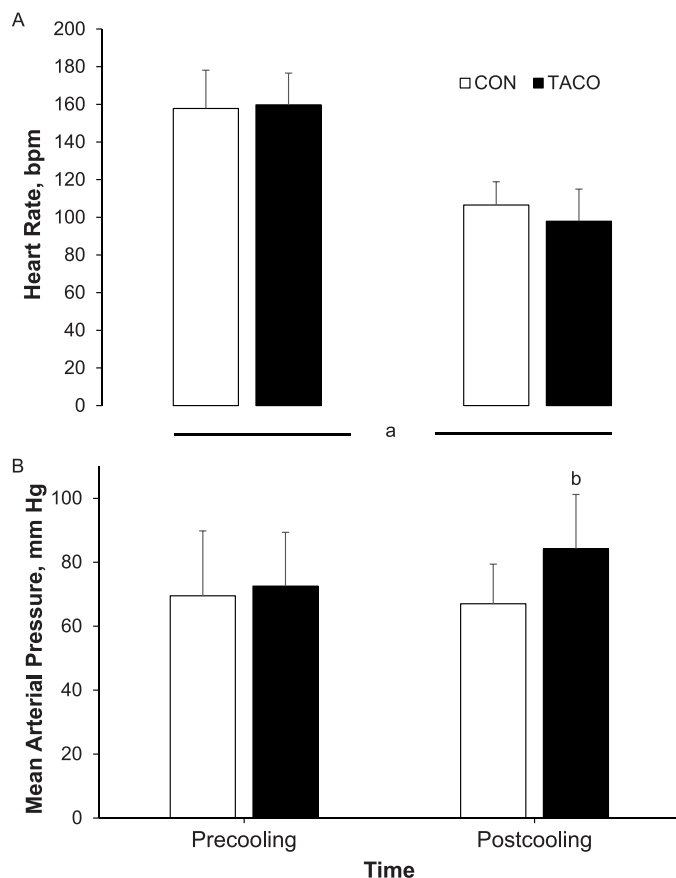 A
200
180
160
140
120
100
80
60
40
20
0
Heart Rate, bpm
CON TACO
a
B
100
80
60
40
20
0
Mean Arterial Pressure, mm Hg
b
Precooling Postcooling
Time